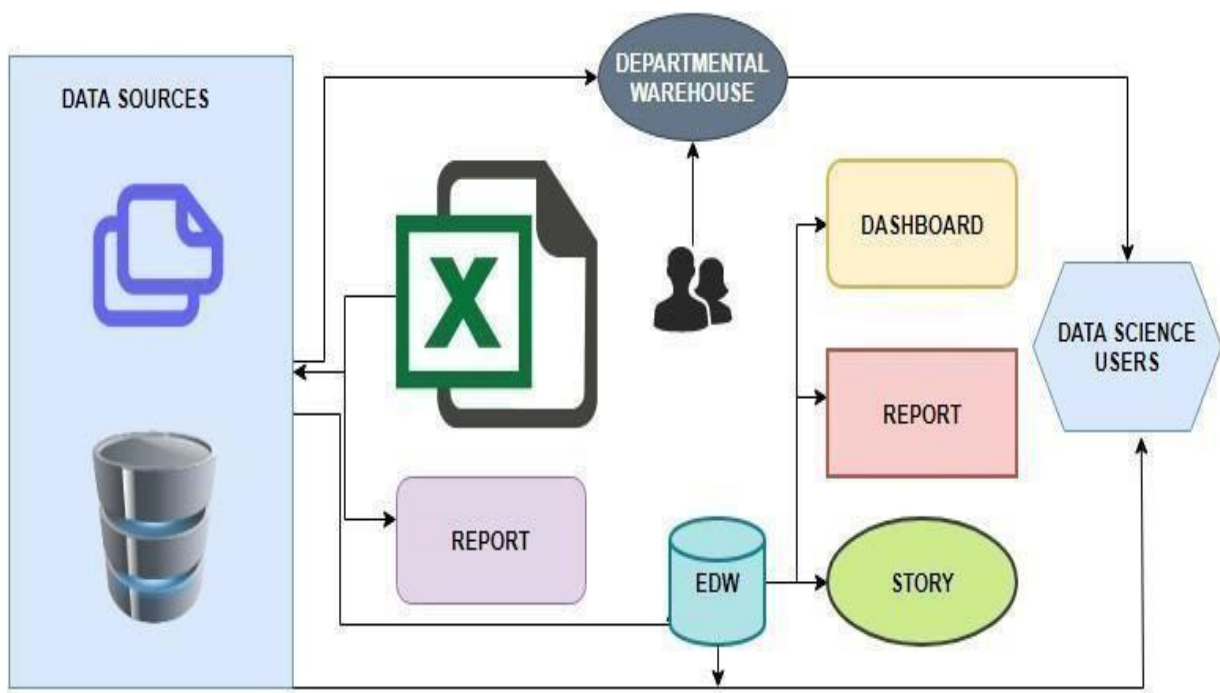 DATA SOURCES
DEPARTMENTAL
WAREHOUSE
X
DASHBOARD
DATA SCIENCE
USERS
REPORT
REPORT
EDW
STORY